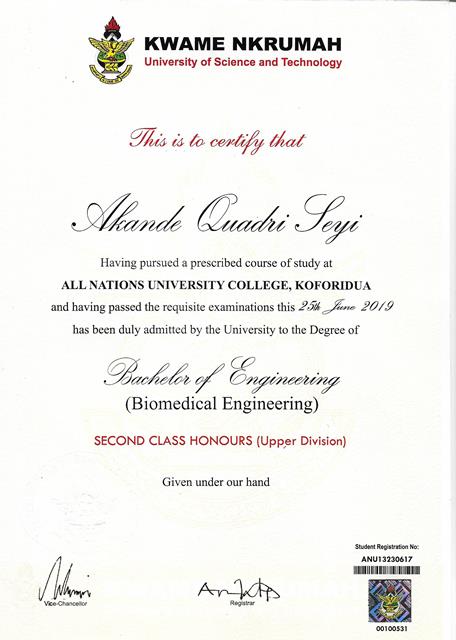 KWAME NKRUMAH
University of Science and Technology
This is to certify that
Akande Quadri Seyi
Having pursued a prescribed course of study at
ALL NATIONS UNIVERSITY COLLEGE, KOFORIDUA
and having passed the requisite examinations this 25th June 2019
has been duly admitted by the University to the Degree of
Bachelor of Engineering
(Biomedical Engineering)
SECOND CLASS HONOURS (Upper Division)
Given under our hand
Student Registration No:
ANU13230617
Vice-Chancellor
Registrar
00100531